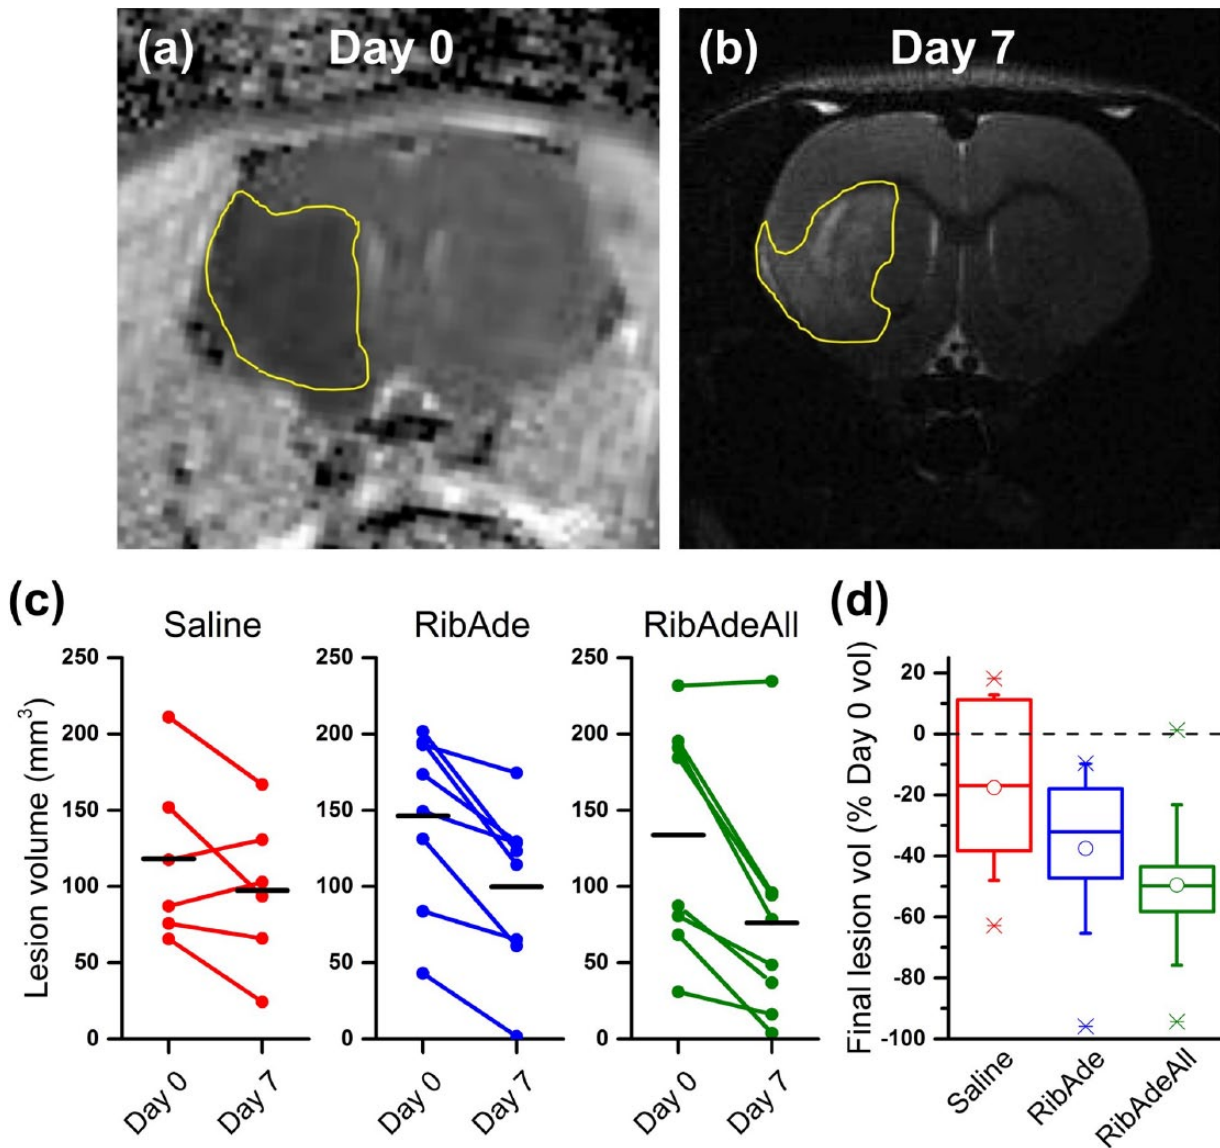 (a) Day 0
(b) Day 7
(c)
Saline
RibAde
RibAdeAll
Lesion volume (mm³)
250
200
150
100
50
0
Day 0
Day 7
250
200
150
100
50
0
Day 0
Day 7
250
200
150
100
50
0
Day 0
Day 7
(d)
Final lesion vol (% Day 0 vol)
20
0
-20
-40
-60
-80
-100
Saline
RibAde
RibAdeAll